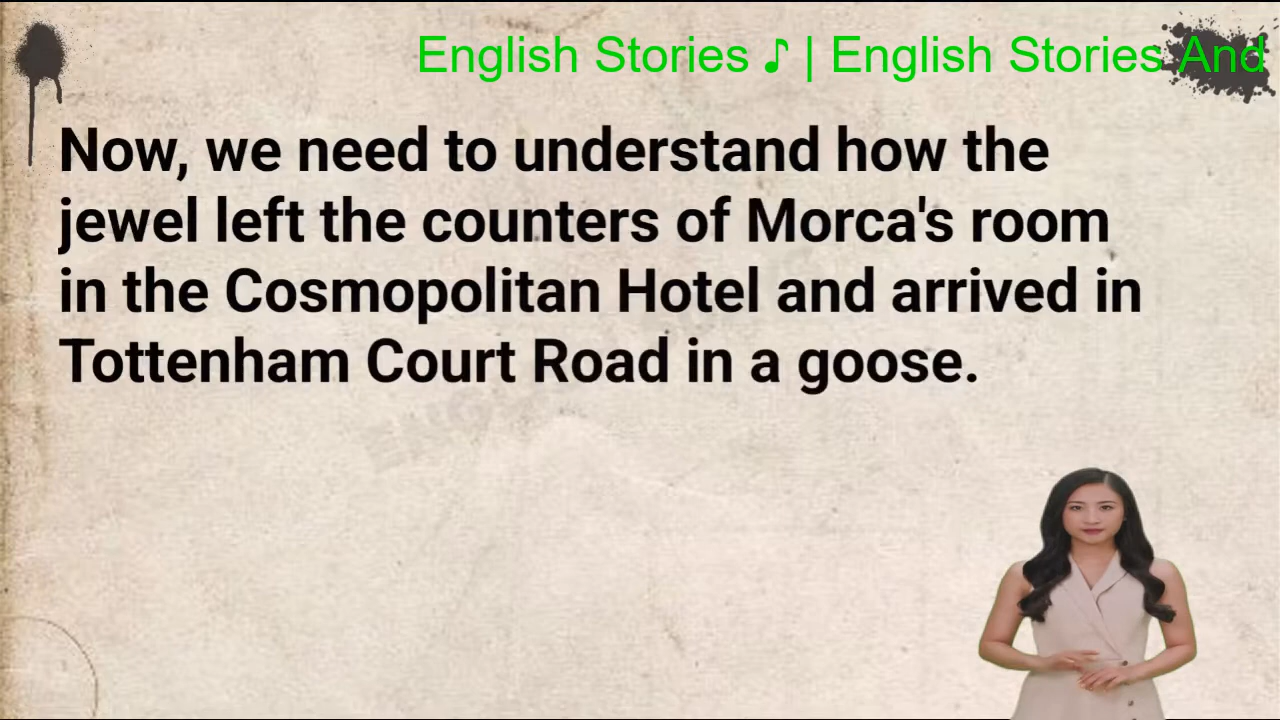 English Stories ♪ | English Stories And
Now, we need to understand how the
jewel left the counters of Morca's room
in the Cosmopolitan Hotel and arrived in
Tottenham Court Road in a goose.